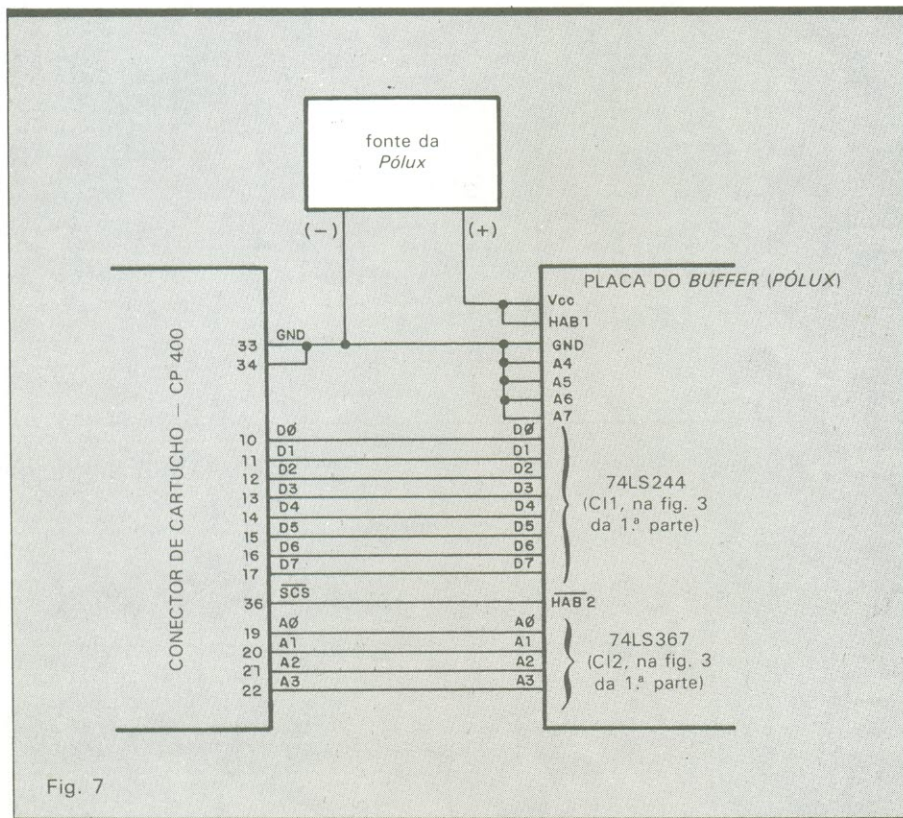 fonte da
Pólux
(-)
(+)
CONECTOR DE CARTUCHO — CP 400
PLACA DO BUFFER (PÓLUX)
33 GND
34
10 DØ
11 D1
12 D2
13 D3
14 D4
15 D5
16 D6
17 D7
36 S̅C̅S̅
19 AØ
20 A1
21 A2
22 A3
Vcc
HAB1
GND
A4
A5
A6
A7
DØ
D1
D2
D3
D4
D5
D6
D7
H̅A̅B̅2̅
AØ
A1
A2
A3
74LS244
(CI1, na fig. 3
da 1.ª parte)
74LS367
(CI2, na fig. 3
da 1.ª parte)
Fig. 7